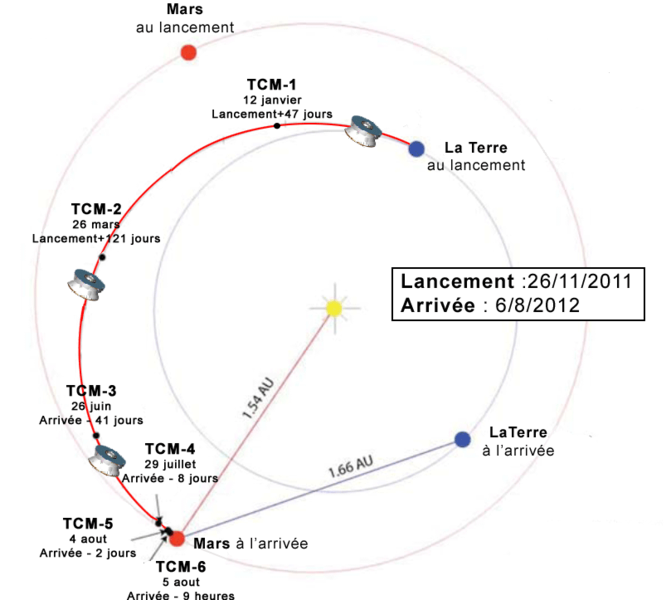 Mars
au lancement
TCM-1
12 janvier
Lancement+47 jours
La Terre
au lancement
TCM-2
26 mars
Lancement+121 jours
Lancement :26/11/2011
Arrivée : 6/8/2012
TCM-3
26 juin
Arrivée - 41 jours
1.54 AU
LaTerre
à l'arrivée
TCM-4
29 juillet
Arrivée - 8 jours
1.66 AU
TCM-5
4 aout
Arrivée - 2 jours
Mars à l'arrivée
TCM-6
5 aout
Arrivée - 9 heures